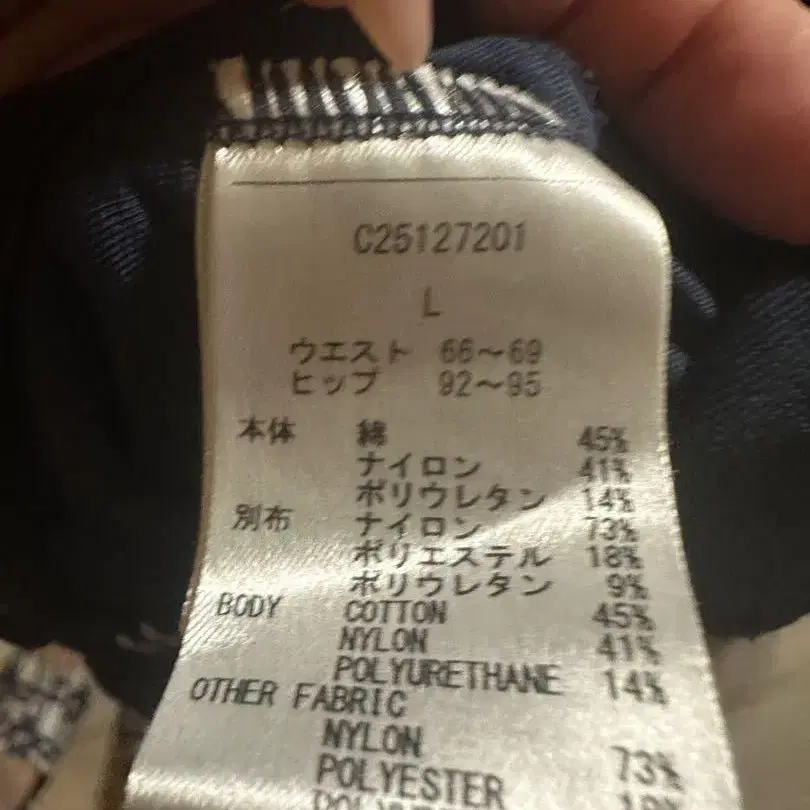 C25127201
L
ウエスト 66～69
ヒップ 92～95
本体 綿 45%
ナイロン 41%
ポリウレタン 14%
別布 ナイロン 73%
ポリエステル 18%
ポリウレタン 9%
BODY COTTON 45%
NYLON 41%
POLYURETHANE 14%
OTHER FABRIC
NYLON 73%
POLYESTER